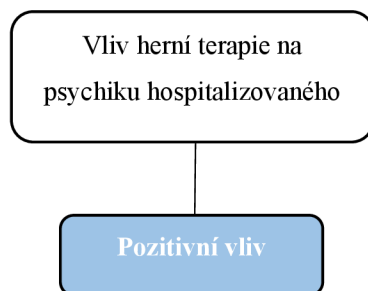 Vliv herní terapie na
psychiku hospitalizovaného
Pozitivní vliv